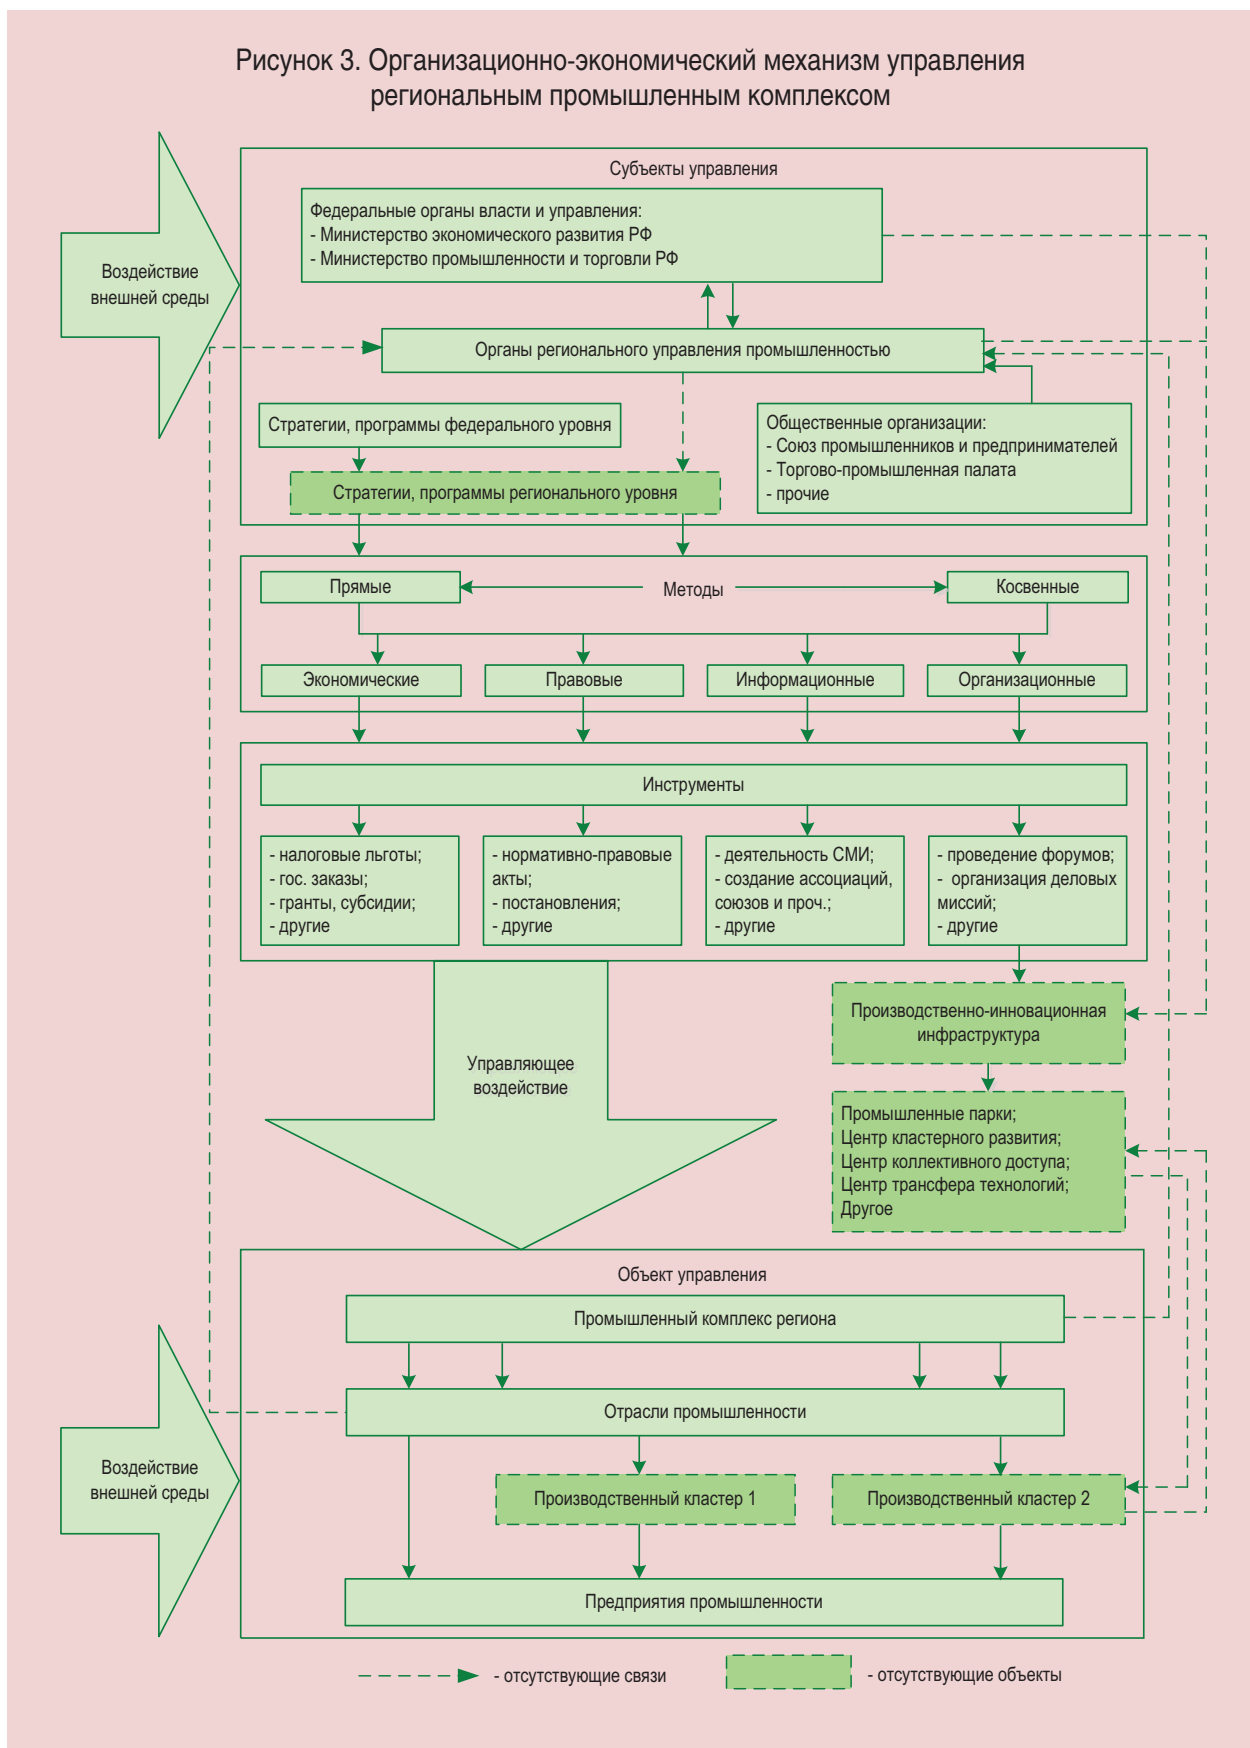 Рисунок 3. Организационно-экономический механизм управления
региональным промышленным комплексом
Субъекты управления
Федеральные органы власти и управления:
- Министерство экономического развития РФ
- Министерство промышленности и торговли РФ
Воздействие
внешней среды
Органы регионального управления промышленностью
Стратегии, программы федерального уровня
Общественные организации:
- Союз промышленников и предпринимателей
- Торгово-промышленная палата
- прочие
Стратегии, программы регионального уровня
Прямые
Методы
Косвенные
Экономические
Правовые
Информационные
Организационные
Инструменты
- налоговые льготы;
- гос. заказы;
- гранты, субсидии;
- другие
- нормативно-правовые
акты;
- постановления;
- другие
- деятельность СМИ;
- создание ассоциаций,
союзов и проч.;
- другие
- проведение форумов;
- организация деловых
миссий;
- другие
Производственно-инновационная
инфраструктура
Управляющее
воздействие
Промышленные парки;
Центр кластерного развития;
Центр коллективного доступа;
Центр трансфера технологий;
Другое
Объект управления
Промышленный комплекс региона
Отрасли промышленности
Воздействие
внешней среды
Производственный кластер 1
Производственный кластер 2
Предприятия промышленности
- отсутствующие связи
- отсутствующие объекты